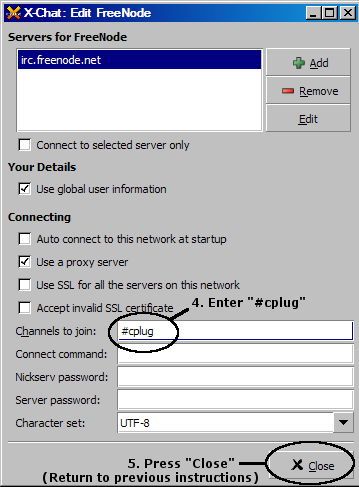 X-Chat: Edit FreeNode
Servers for FreeNode
irc.freenode.net
Add
Remove
Edit
Connect to selected server only
Your Details
Use global user information
Connecting
Auto connect to this network at startup
Use a proxy server
Use SSL for all the servers on this network
Accept invalid SSL certificate
4. Enter "#cplug"
Channels to join: #cplug
Connect command:
Nickserv password:
Server password:
Character set: UTF-8
5. Press "Close"
(Return to previous instructions)
Close